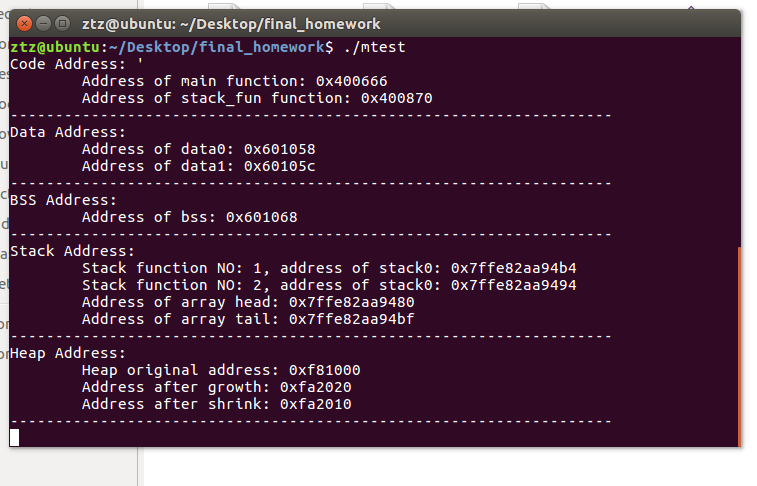 ztz@ubuntu: ~/Desktop/final_homework
ztz@ubuntu:~/Desktop/final_homework$ ./mtest
Code Address: '
Address of main function: 0x400666
Address of stack_fun function: 0x400870
-------------------------------------------------------------------
Data Address:
Address of data0: 0x601058
Address of data1: 0x60105c
-------------------------------------------------------------------
BSS Address:
Address of bss: 0x601068
-------------------------------------------------------------------
Stack Address:
Stack function NO: 1, address of stack0: 0x7ffe82aa94b4
Stack function NO: 2, address of stack0: 0x7ffe82aa9494
Address of array head: 0x7ffe82aa9480
Address of array tail: 0x7ffe82aa94bf
-------------------------------------------------------------------
Heap Address:
Heap original address: 0xf81000
Address after growth: 0xfa2020
Address after shrink: 0xfa2010
-------------------------------------------------------------------